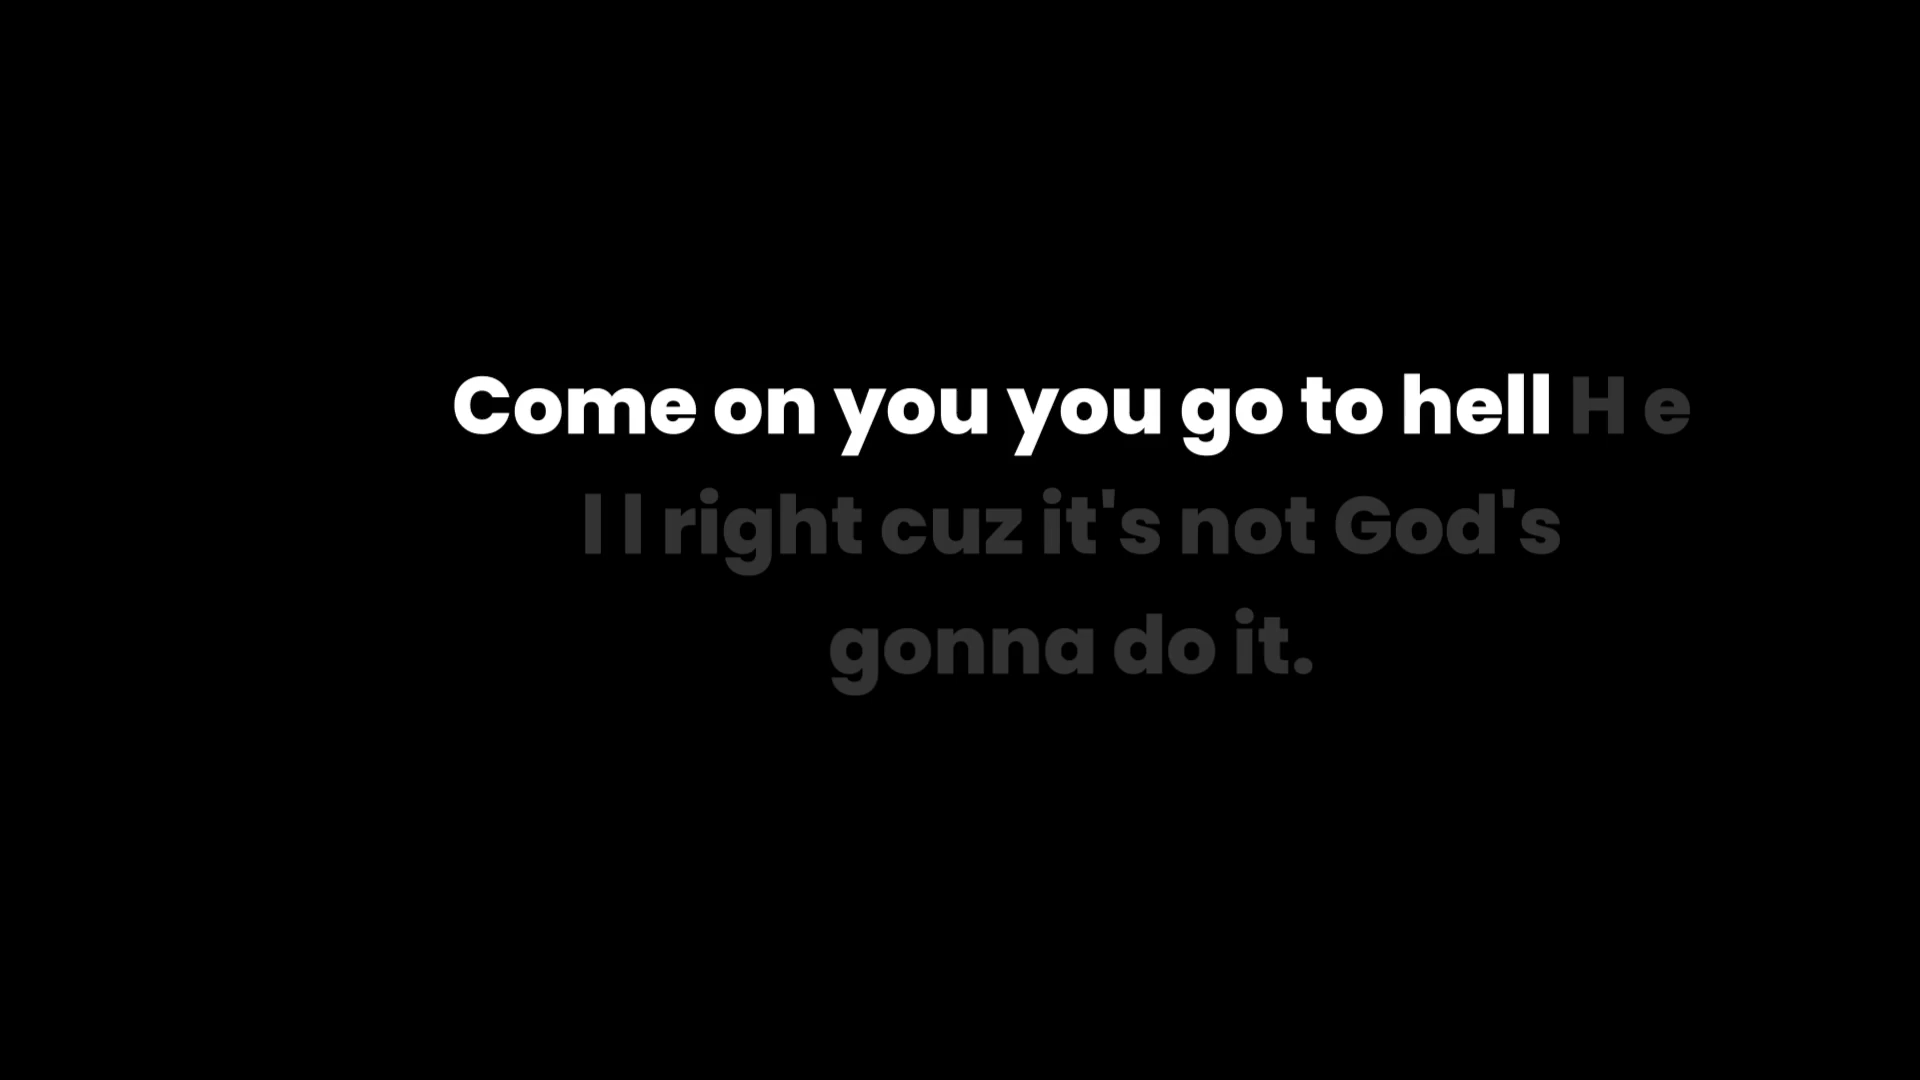 Come on you you go to hell H e
l l right cuz it's not God's
gonna do it.